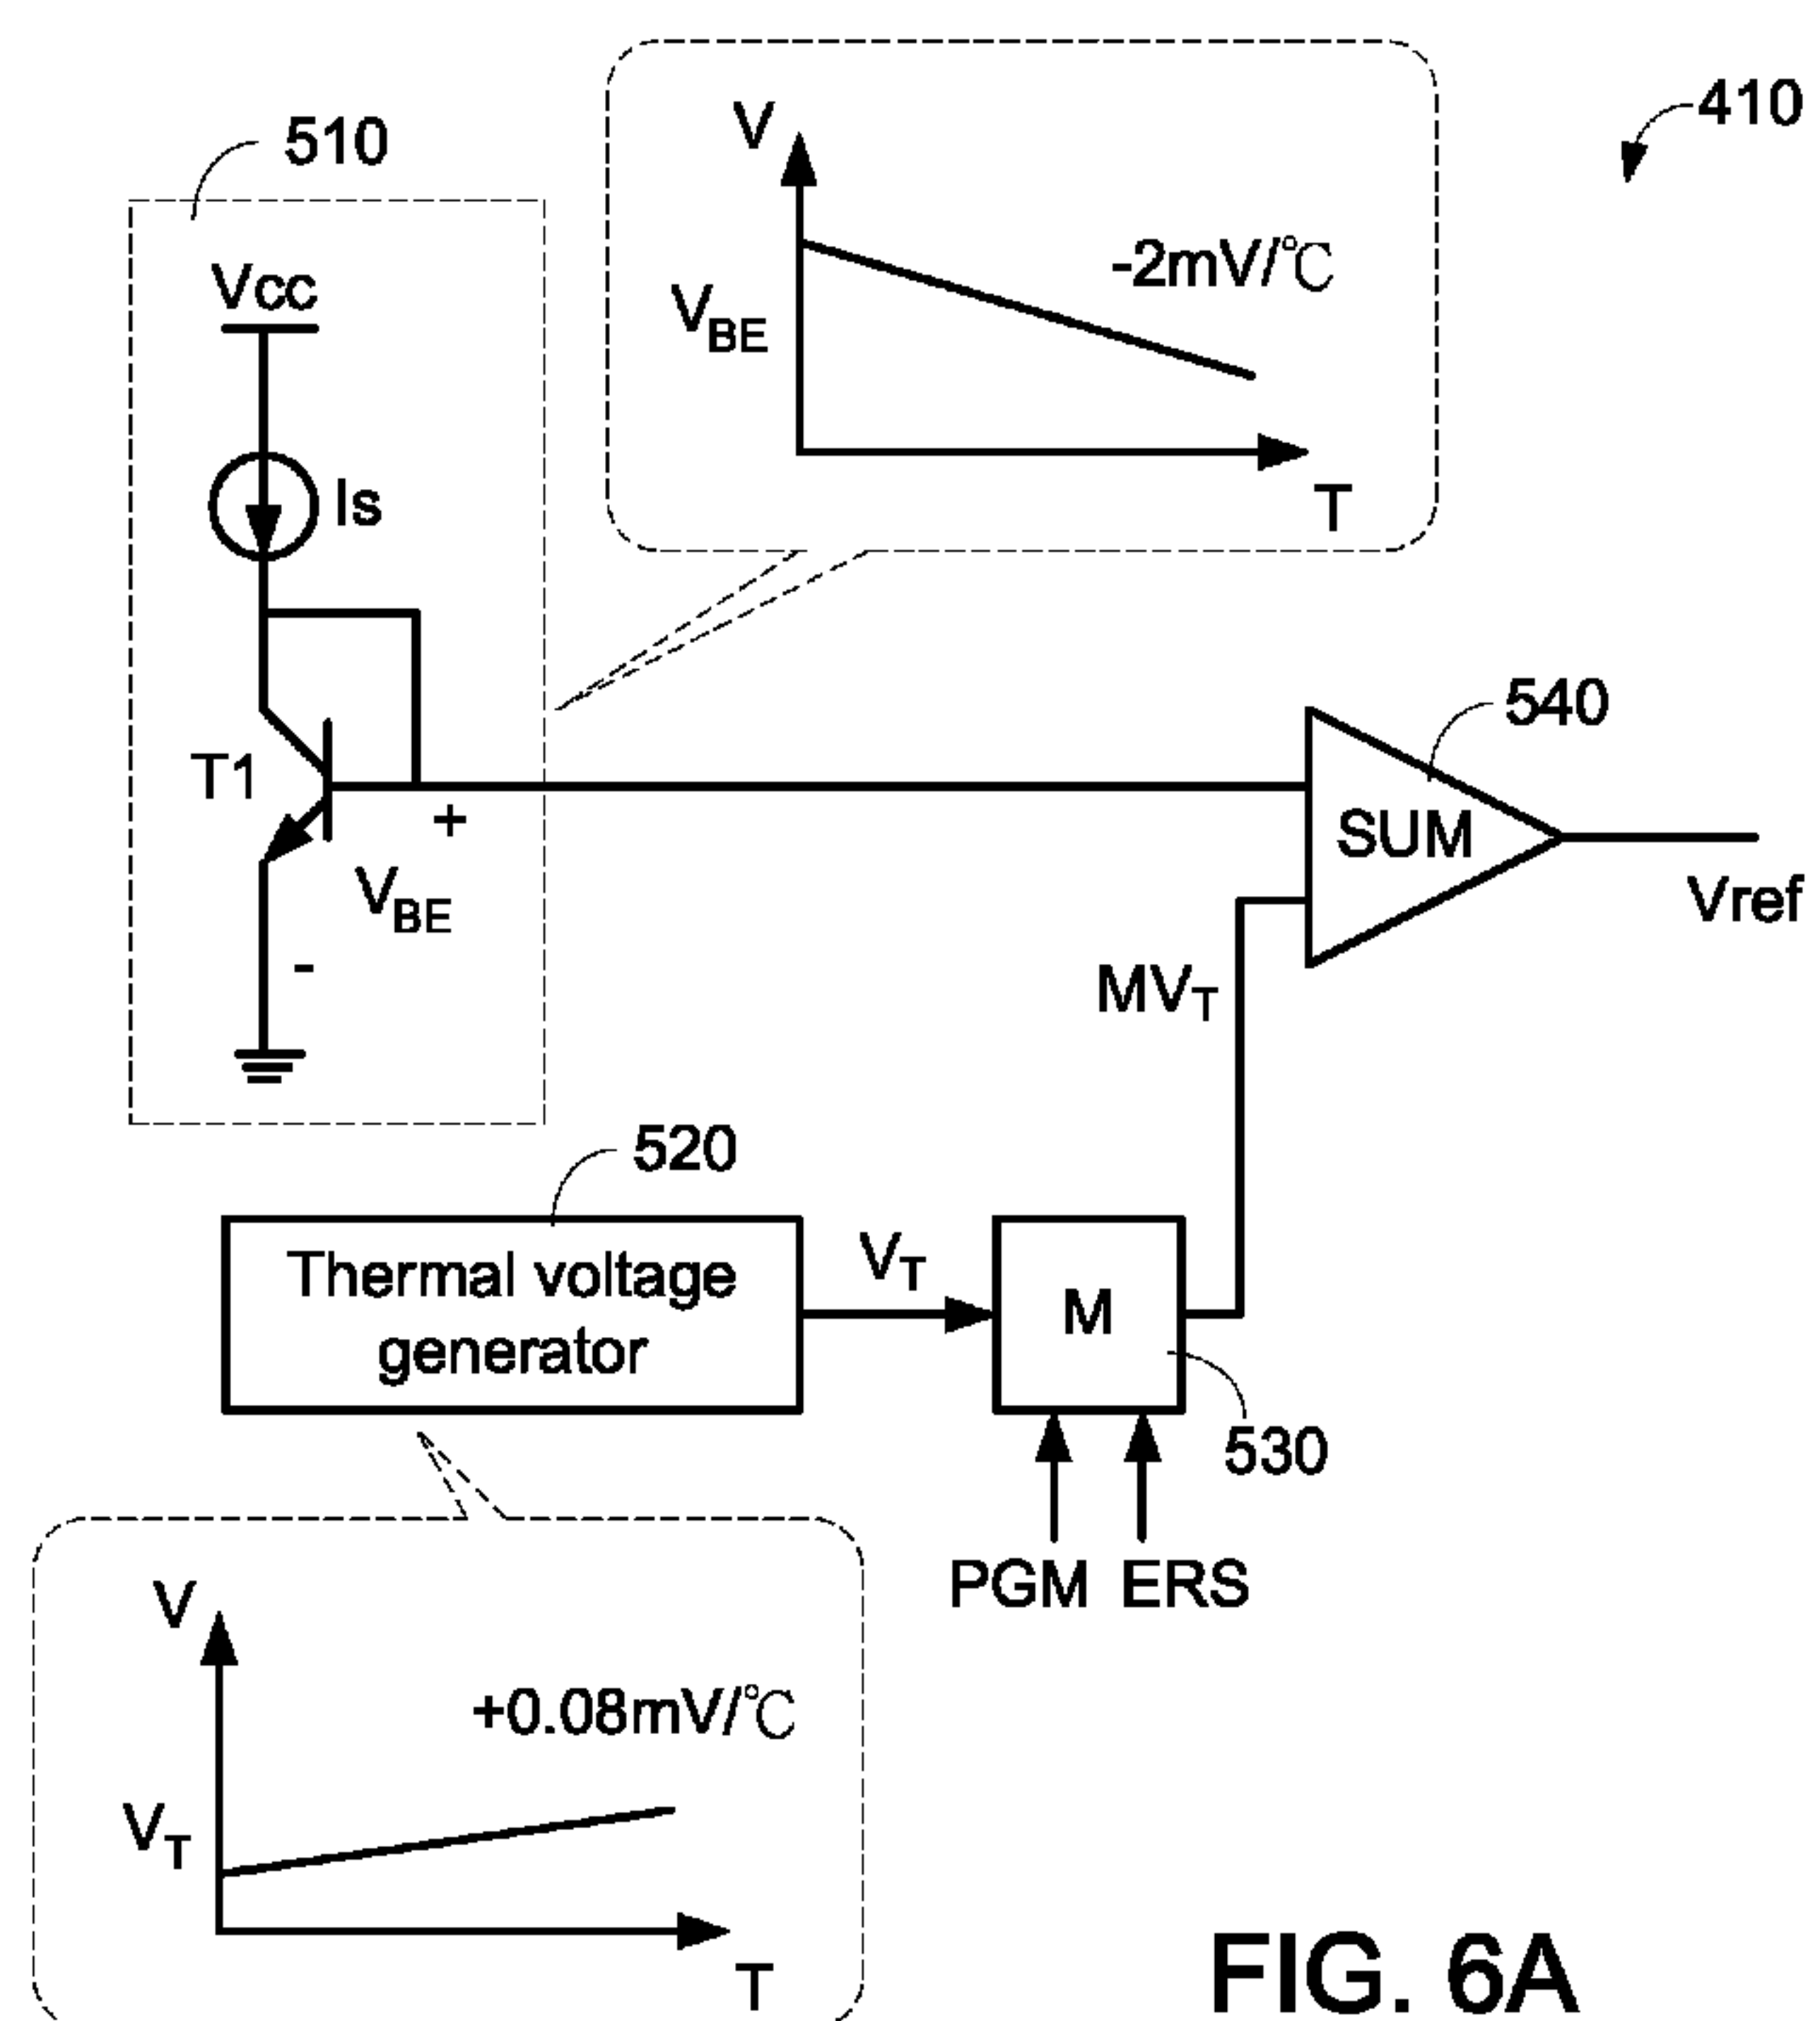 410
510
V
-2mV/℃
VBE
T
Vcc
Is
T1
+
VBE
-
540
SUM
Vref
MVT
520
Thermal voltage
generator
VT
M
530
PGM ERS
V
+0.08mV/℃
VT
T
FIG. 6A